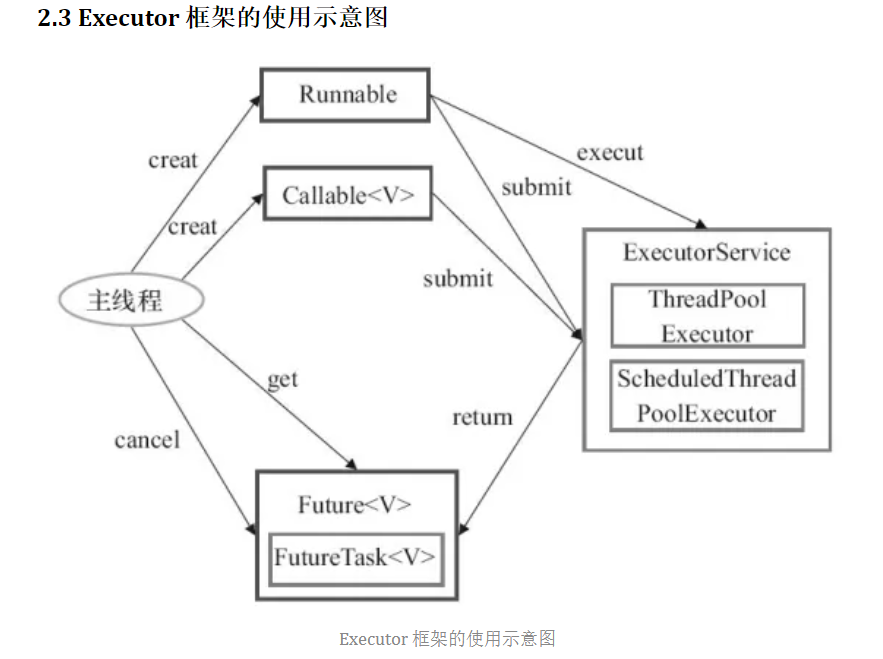 2.3 Executor 框架的使用示意图
Runnable
creat
execut
submit
Callable<V>
creat
submit
ExecutorService
ThreadPool
Executor
ScheduledThread
PoolExecutor
主线程
get
cancel
return
Future<V>
FutureTask<V>
Executor 框架的使用示意图